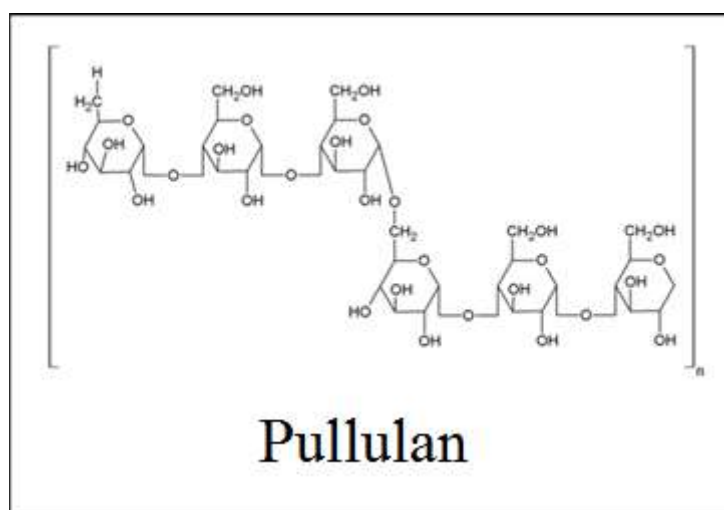 H
H₂C CH₂OH CH₂OH
O O O
OH OH OH
HO O O
OH OH OH O
CH₂ CH₂OH CH₂OH
O O O
OH OH OH
HO O O
OH OH OH
n
Pullulan